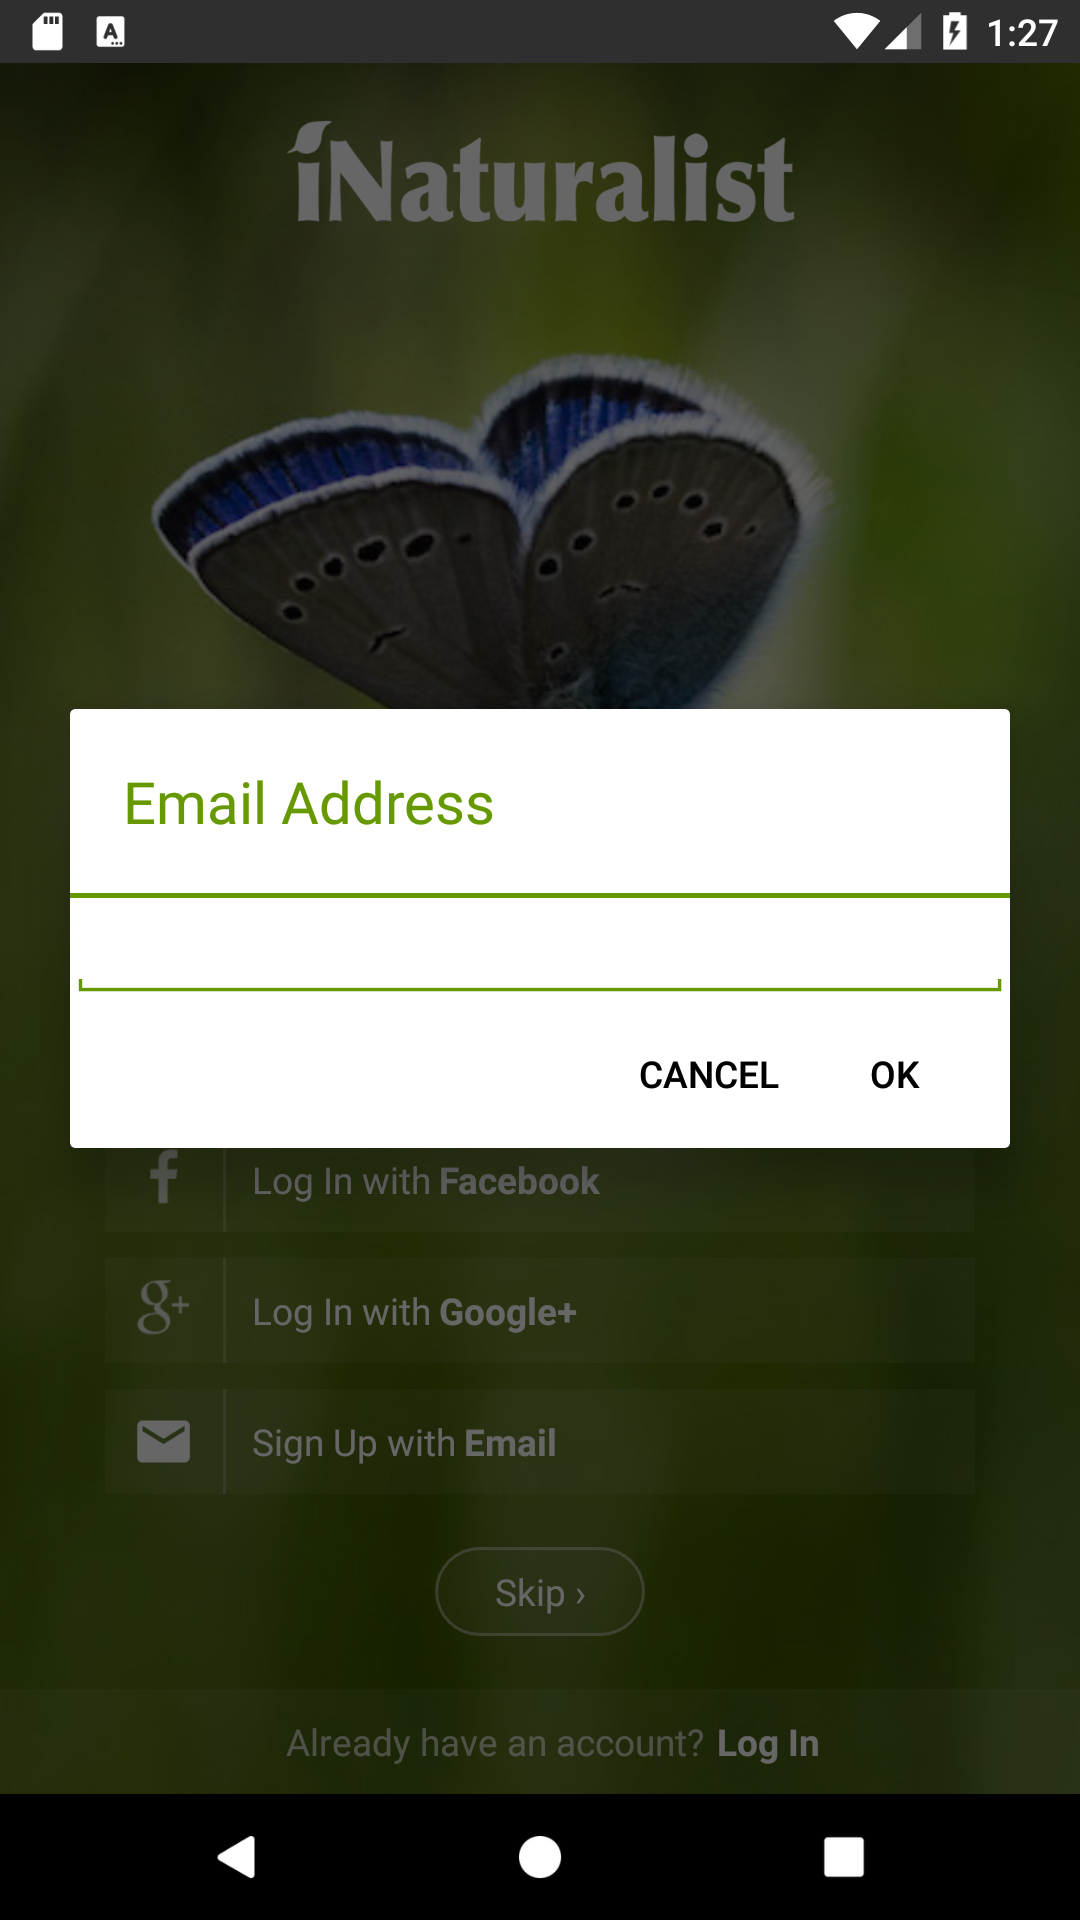 1:27
iNaturalist
Email Address
CANCEL OK
Log In with Facebook
g+ Log In with Google+
Sign Up with Email
Skip ›
Already have an account? Log In